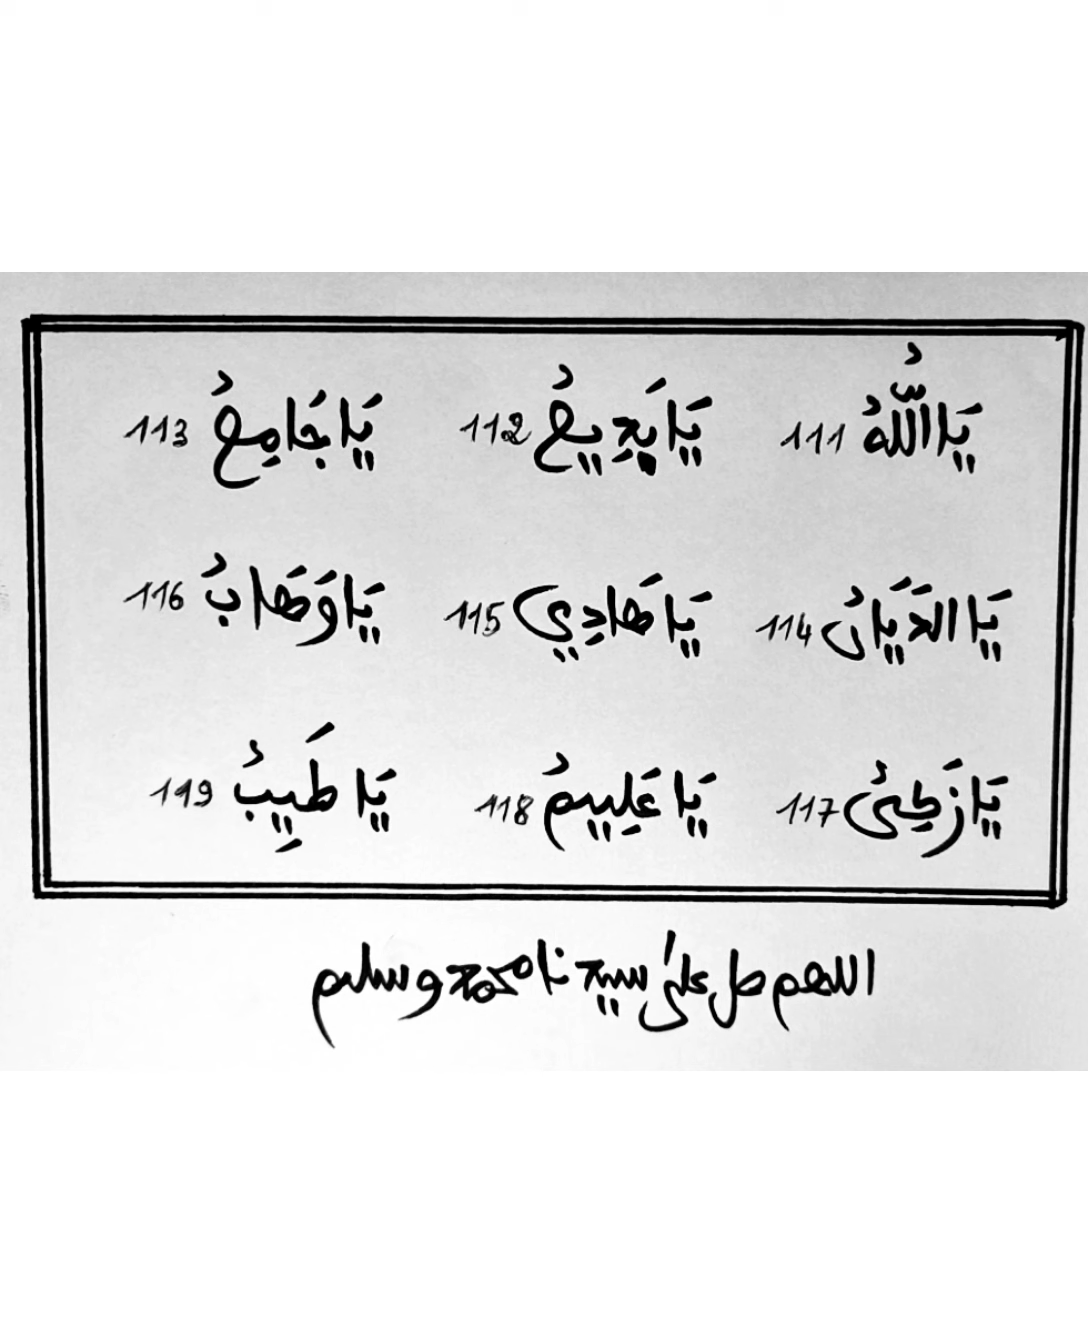 يَا اللَّهُ 111 يَا بَدِيعُ 112 يَا جَامِعُ 113
يَا الدَيَانُ 114 يَا هَادِي 115 يَا وَهَابُ 116
يَا 117 يَا عَلِيمُ 118 يَا طَيِبُ 119
اللهم صل على سيدنا محمد وسلم